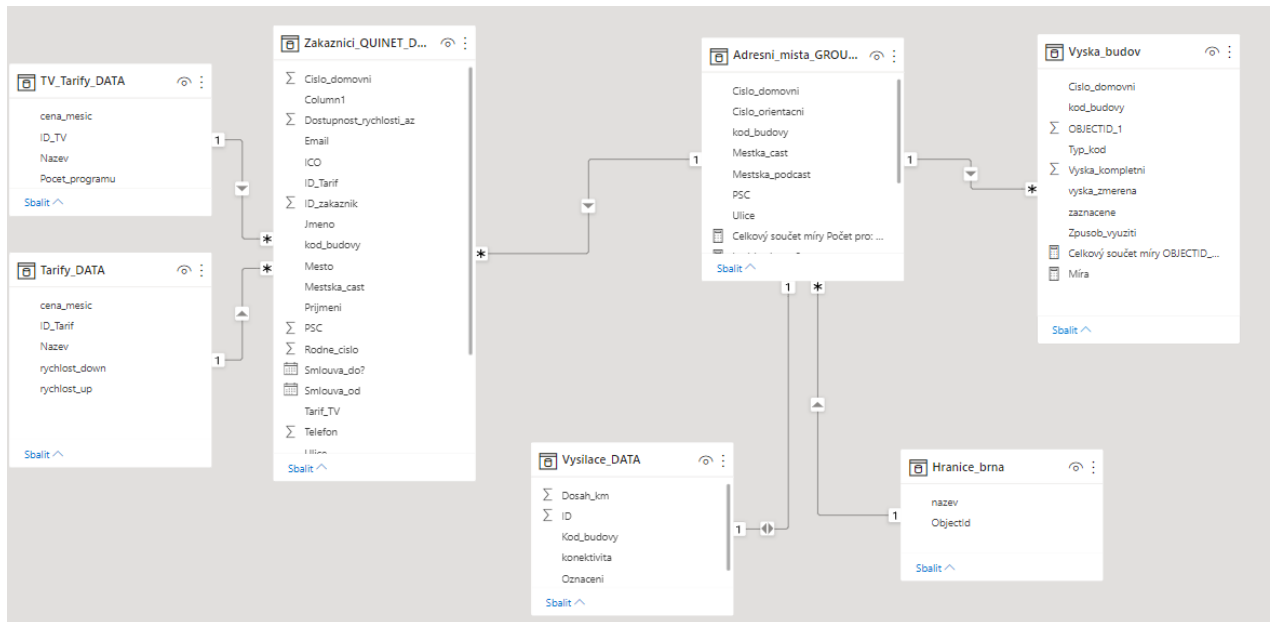 TV_Tarify_DATA
cena_mesic
ID_TV
Nazev
Pocet_programu
Sbalit
Tarify_DATA
cena_mesic
ID_Tarif
Nazev
rychlost_down
rychlost_up
Sbalit
Zakaznici_QUINET_D...
Cislo_domovni
Column1
Dostupnost_rychlosti_az
Email
ICO
ID_Tarif
ID_zakaznik
Jmeno
kod_budovy
Mesto
Mestska_cast
Prijmeni
PSC
Rodne_cislo
Smlouva_do?
Smlouva_od
Tarif_TV
Telefon
Sbalit
Adresni_mista_GROU...
Cislo_domovni
Cislo_orientacni
kod_budovy
Mestka_cast
Mestska_podcast
PSC
Ulice
Celkový součet míry Počet pro: ...
Sbalit
Vyska_budov
Cislo_domovni
kod_budovy
OBJECTID_1
Typ_kod
Vyska_kompletni
vyska_zmerena
zaznacene
Zpusob_vyuziti
Celkový součet míry OBJECTID_...
Míra
Sbalit
Vysilace_DATA
Dosah_km
ID
Kod_budovy
konektivita
Oznaceni
Sbalit
Hranice_brna
nazev
ObjectId
Sbalit
1
*
1
*
1
*
1
*
1
*
1
1